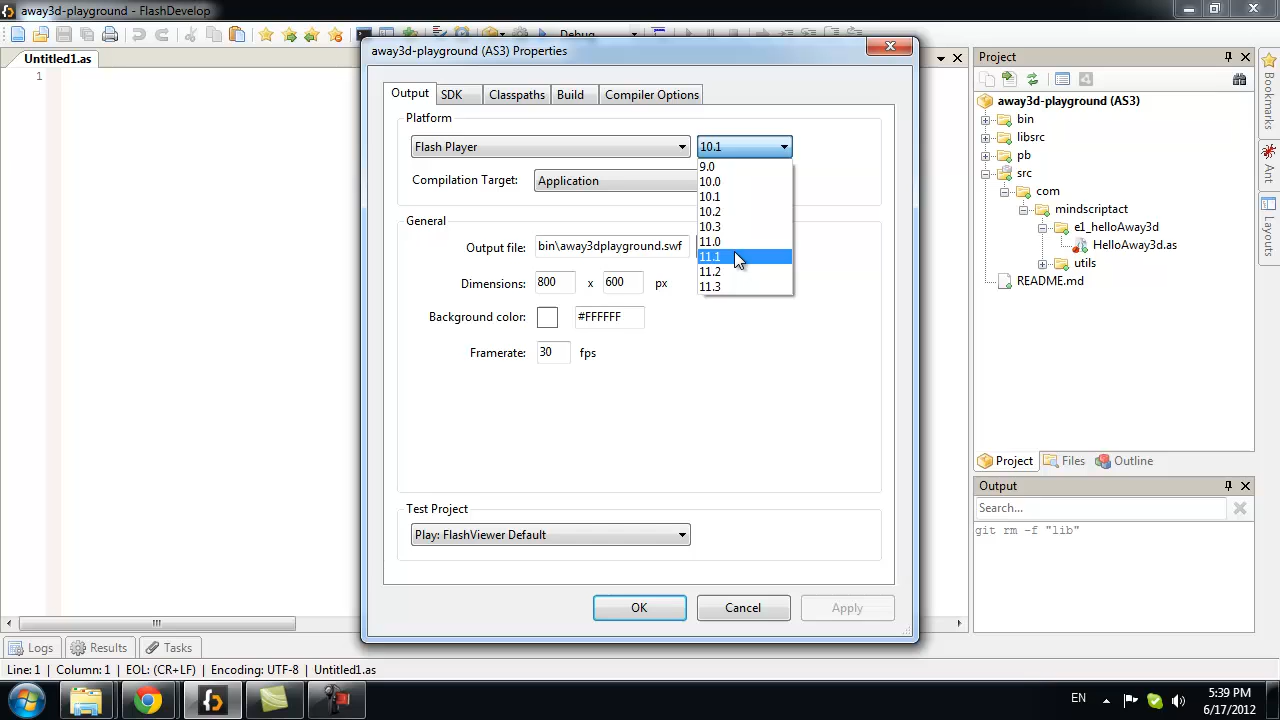 away3d-playground - FlashDevelop
Debug
Untitled1.as
1
away3d-playground (AS3) Properties
Output
SDK
Classpaths
Build
Compiler Options
Platform
Flash Player
10.1
9.0
10.0
10.1
10.2
10.3
11.0
11.1
11.2
11.3
Compilation Target:
Application
General
Output file:
bin\away3dplayground.swf
Dimensions:
800
x
600
px
Background color:
#FFFFFF
Framerate:
30
fps
Test Project
Play: FlashViewer Default
OK
Cancel
Apply
Project
away3d-playground (AS3)
bin
libsrc
pb
src
com
mindscriptact
e1_helloAway3d
HelloAway3d.as
utils
README.md
Project
Files
Outline
Output
Search...
git rm -f "lib"
Bookmarks
Ant
Layouts
Logs
Results
Tasks
Line: 1
Column: 1
EOL: (CR+LF)
Encoding: UTF-8
Untitled1.as
EN
5:39 PM
6/17/2012